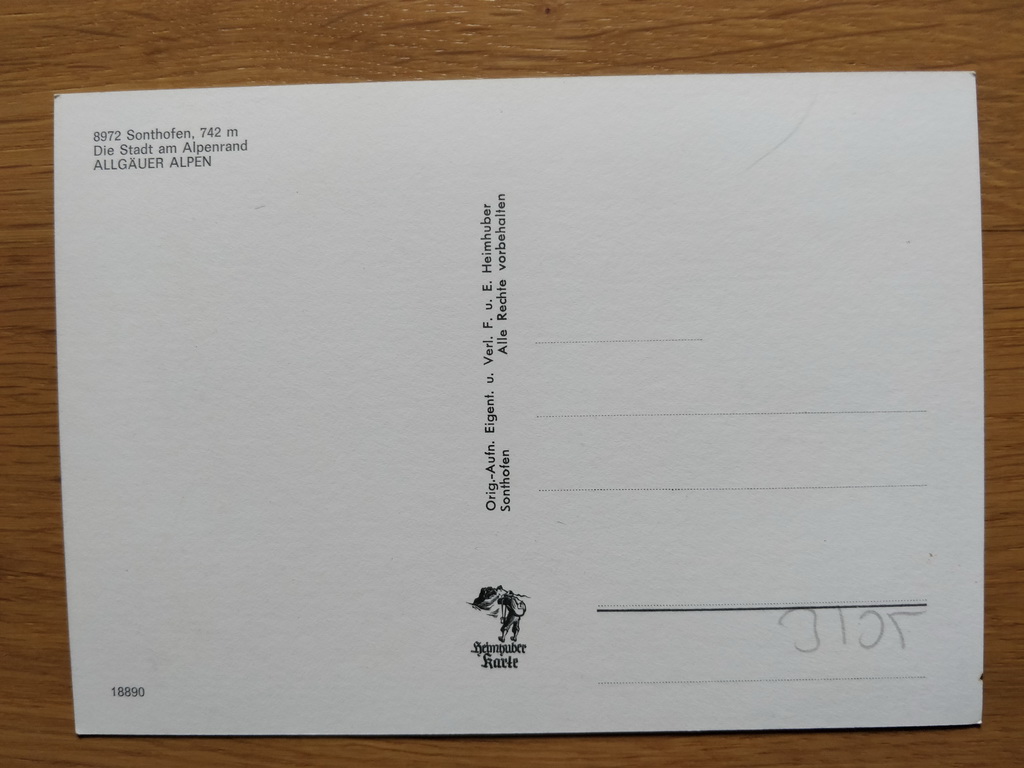 8972 Sonthofen, 742 m
Die Stadt am Alpenrand
ALLGÄUER ALPEN
Orig.-Aufn. Eigent. u. Verl. F. u. E. Heimhuber
Sonthofen Alle Rechte vorbehalten
Heimhuber
Karte
18890